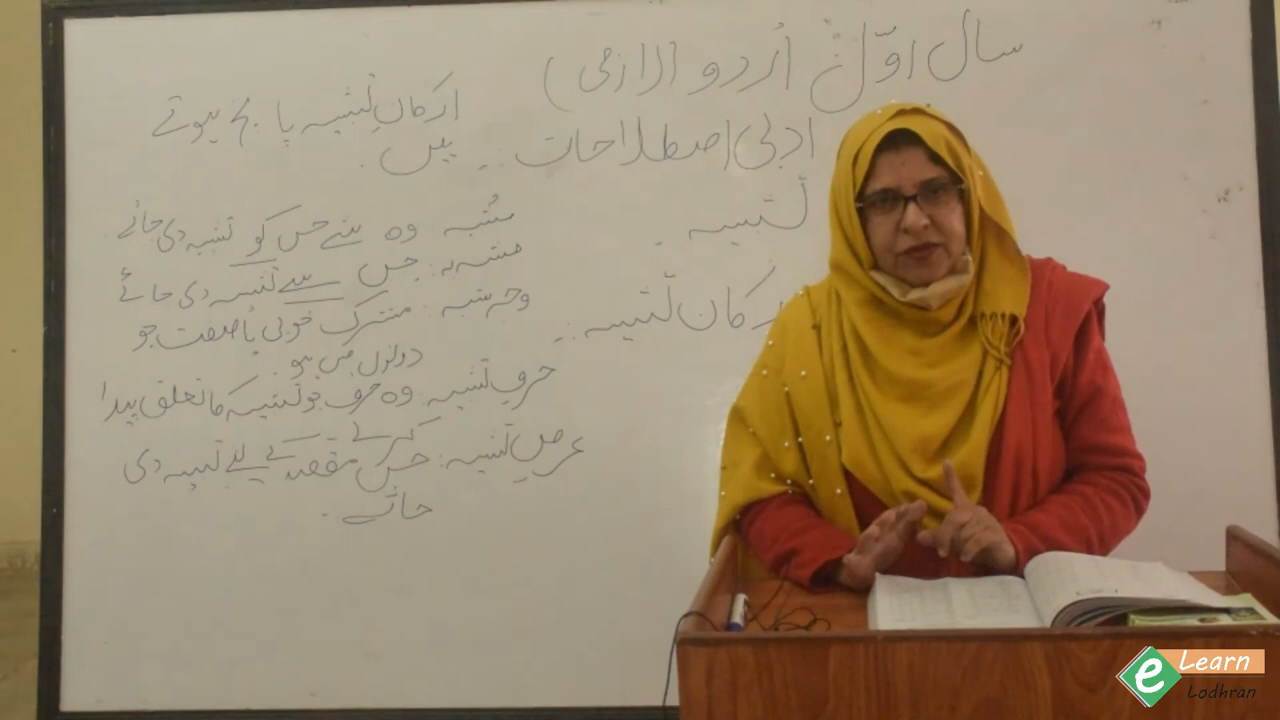 سال اوّل اُردو (لازمی)
ادبی اصطلاحات ..
تشبیہ .
ارکان تشبیہ ..
ارکانِ تشبیہ پانچ ہوتے
ہیں .
مشبہ وہ شے جس کو تشبیہ دی جائے
مشبہ بہ : جس سے تشبیہ دی جائے
وجہ شبہ : مشترک خوبی یا صفت جو
دونوں میں ہو .
حرفِ تشبیہ وہ حرف جو تشبیہ کا تعلق پیدا
کرے
غرضِ تشبیہ : جس مقصد کے لیے تشبیہ دی
جائے .
e Learn
Lodhran